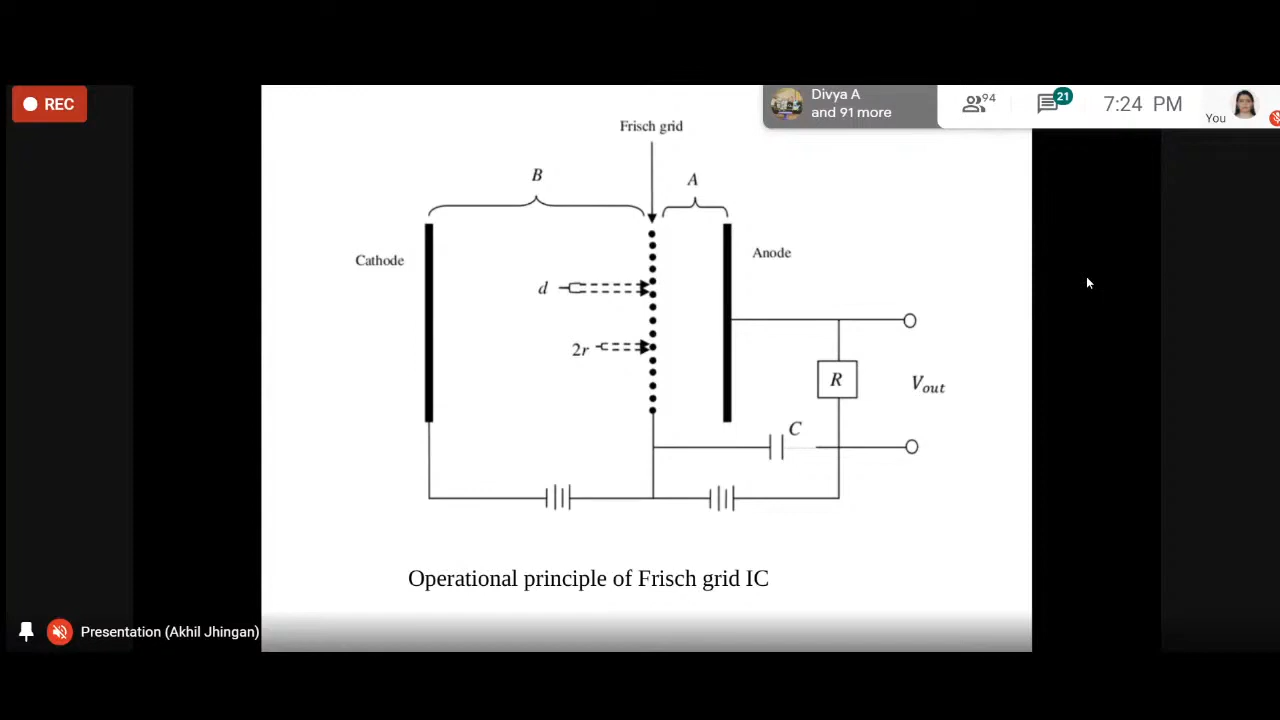 REC
Divya A
and 91 more
94
21
7:24 PM
You
Frisch grid
B
A
Cathode
Anode
d
2r
R
Vout
C
Operational principle of Frisch grid IC
Presentation (Akhil Jhingan)